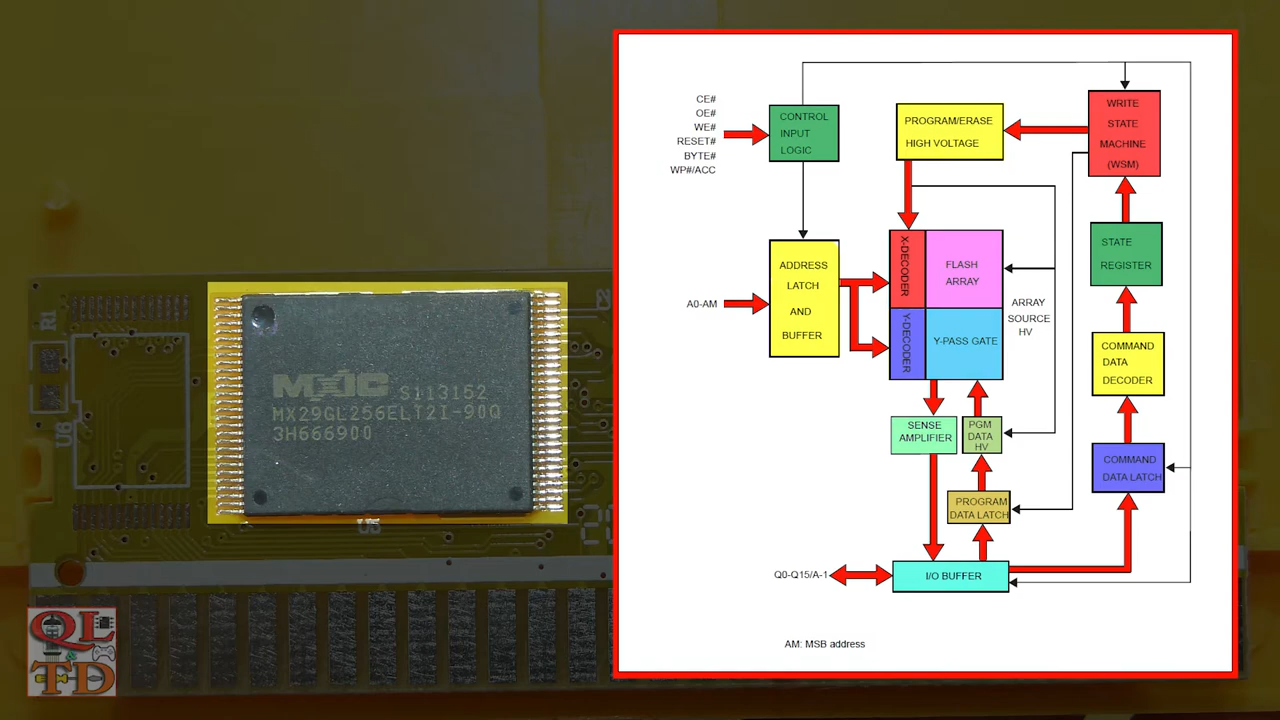 R1
U6
MXIC S113152
MX29GL256ELT2I-90Q
3H666900
U5
QL
&
TD
CE#
OE#
WE#
RESET#
BYTE#
WP#/ACC
CONTROL
INPUT
LOGIC
PROGRAM/ERASE
HIGH VOLTAGE
WRITE
STATE
MACHINE
(WSM)
A0-AM
ADDRESS
LATCH
AND
BUFFER
X-DECODER
FLASH
ARRAY
Y-DECODER
Y-PASS GATE
ARRAY
SOURCE
HV
STATE
REGISTER
COMMAND
DATA
DECODER
SENSE
AMPLIFIER
PGM
DATA
HV
COMMAND
DATA LATCH
PROGRAM
DATA LATCH
Q0-Q15/A-1
I/O BUFFER
AM: MSB address